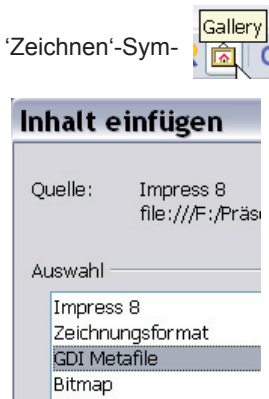 Gallery
‘Zeichnen‘-Sym-
Inhalt einfügen
Quelle: Impress 8
file:///F:/Präs
Auswahl
Impress 8
Zeichnungsformat
GDI Metafile
Bitmap